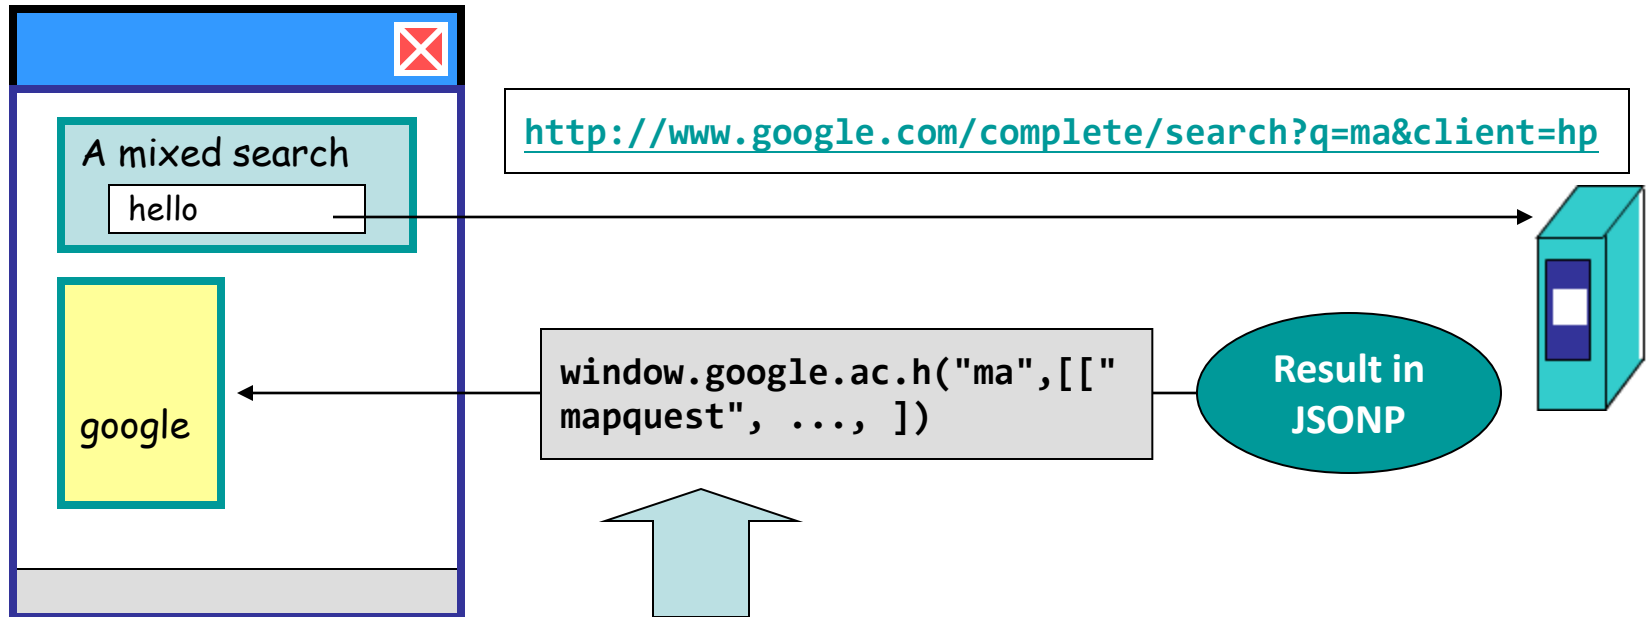 A mixed search
hello
http://www.google.com/complete/search?q=ma&client=hp
google
window.google.ac.h("ma",[["
mapquest", ..., ])
Result in
JSONP